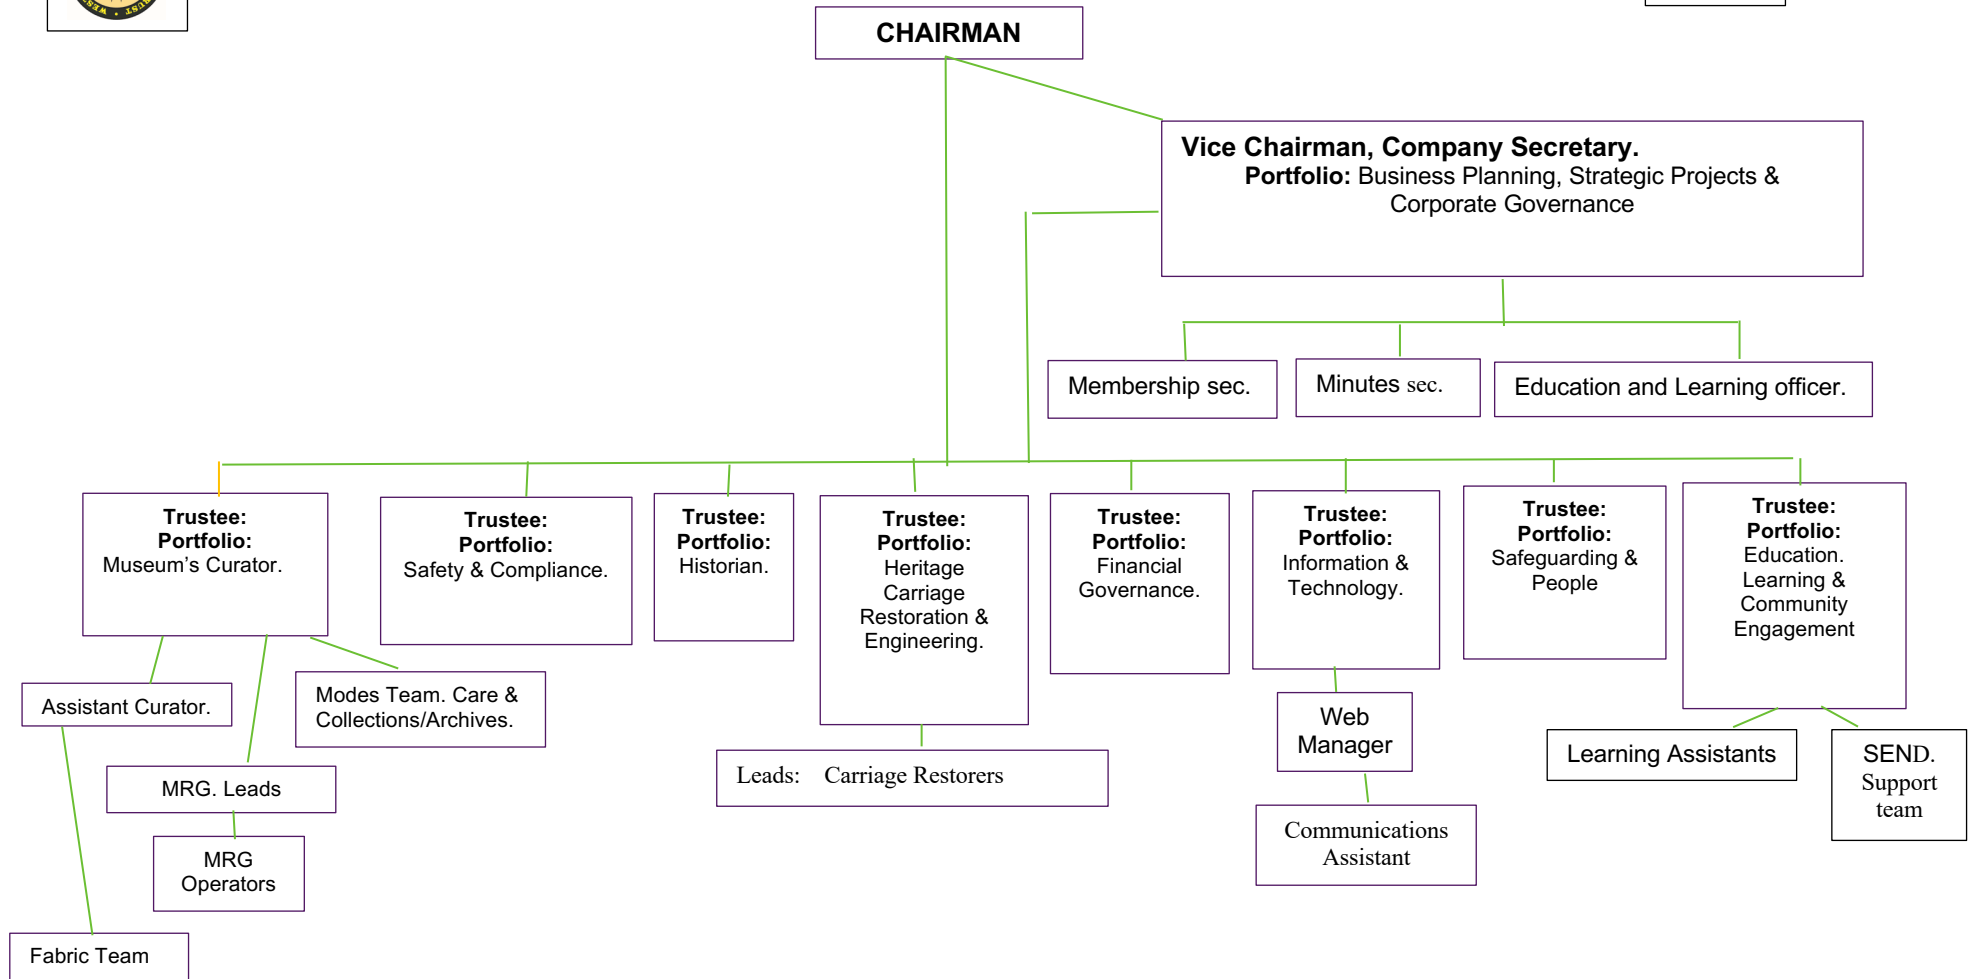 TRUST • WES
CHAIRMAN
Vice Chairman, Company Secretary.
Portfolio: Business Planning, Strategic Projects &
Corporate Governance
Membership sec.
Minutes sec.
Education and Learning officer.
Trustee:
Portfolio:
Museum’s Curator.
Trustee:
Portfolio:
Safety & Compliance.
Trustee:
Portfolio:
Historian.
Trustee:
Portfolio:
Heritage
Carriage
Restoration &
Engineering.
Trustee:
Portfolio:
Financial
Governance.
Trustee:
Portfolio:
Information &
Technology.
Trustee:
Portfolio:
Safeguarding &
People
Trustee:
Portfolio:
Education.
Learning &
Community
Engagement
Assistant Curator.
Modes Team. Care &
Collections/Archives.
MRG. Leads
MRG
Operators
Fabric Team
Leads: Carriage Restorers
Web
Manager
Communications
Assistant
Learning Assistants
SEND.
Support
team